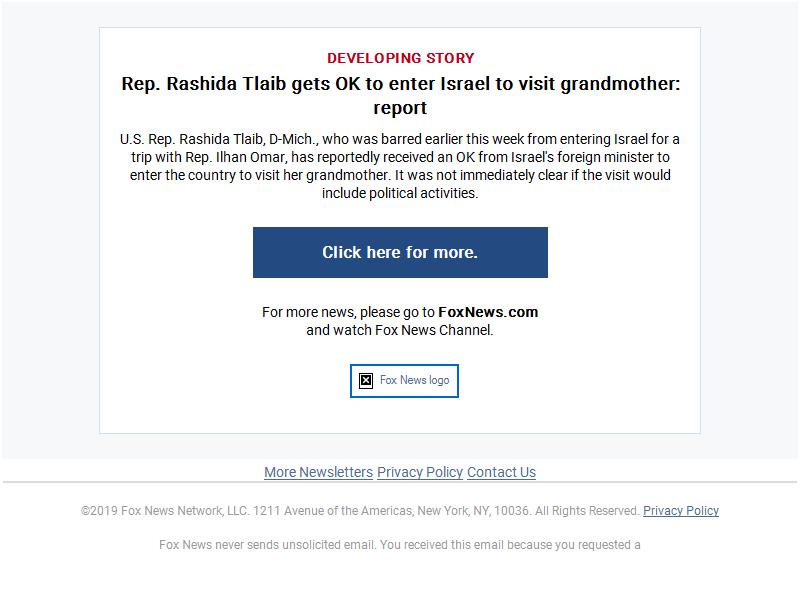 DEVELOPING STORY
Rep. Rashida Tlaib gets OK to enter Israel to visit grandmother:
report
U.S. Rep. Rashida Tlaib, D-Mich., who was barred earlier this week from entering Israel for a
trip with Rep. Ilhan Omar, has reportedly received an OK from Israel's foreign minister to
enter the country to visit her grandmother. It was not immediately clear if the visit would
include political activities.
Click here for more.
For more news, please go to FoxNews.com
and watch Fox News Channel.
Fox News logo
More Newsletters Privacy Policy Contact Us
©2019 Fox News Network, LLC. 1211 Avenue of the Americas, New York, NY, 10036. All Rights Reserved. Privacy Policy
Fox News never sends unsolicited email. You received this email because you requested a